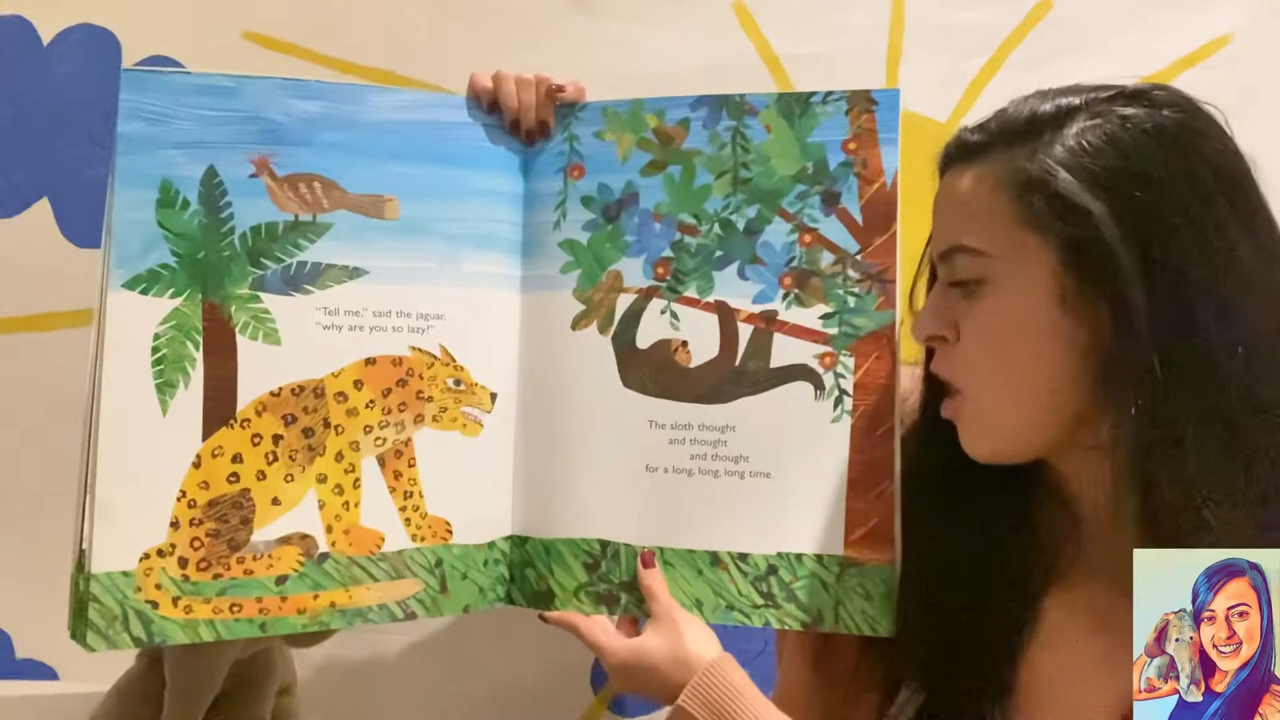 "Tell me," said the jaguar,
"why are you so lazy?"
The sloth thought
and thought
and thought
for a long, long, long time.